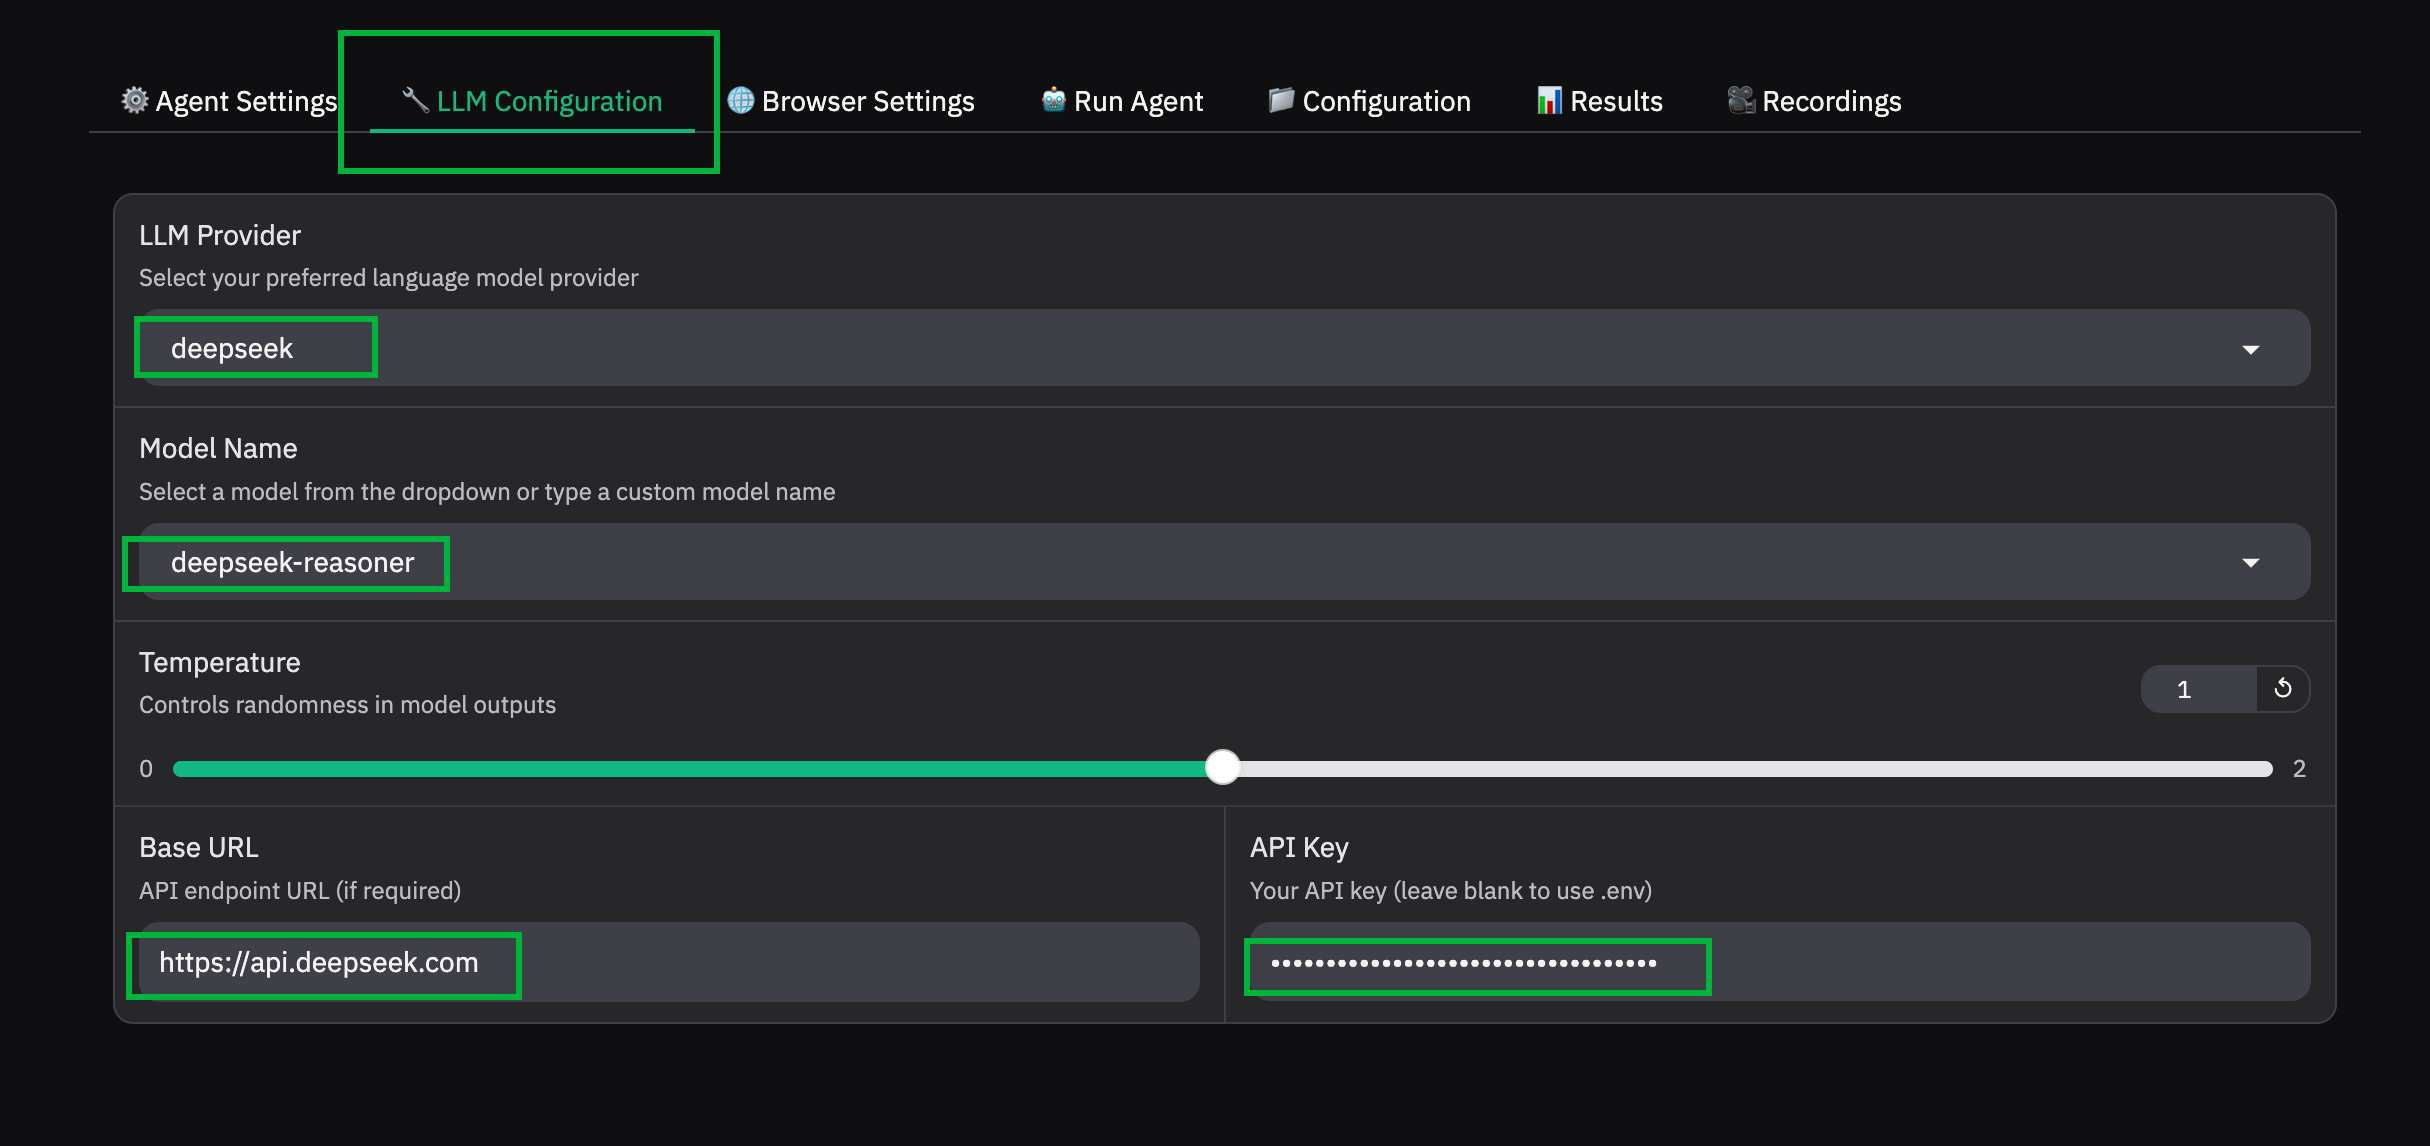 Agent Settings LLM Configuration Browser Settings Run Agent Configuration Results Recordings
LLM Provider
Select your preferred language model provider
deepseek
Model Name
Select a model from the dropdown or type a custom model name
deepseek-reasoner
Temperature
Controls randomness in model outputs
1
0
2
Base URL
API endpoint URL (if required)
https://api.deepseek.com
API Key
Your API key (leave blank to use .env)
•••••••••••••••••••••••••••••••••••